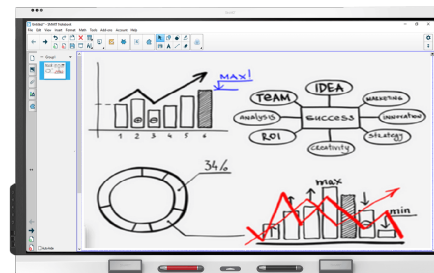 Untitled* - SMART Notebook
File Edit View Insert Format Math Tools Add-ons Account Help
Group1
MAX!
1 2 3 4 5 6
IDEA
TEAM
MARKETING
ANALYSIS
SUCCESS
INNOVATION
ROI
Strategy
CREATIVITY
34%
max
min